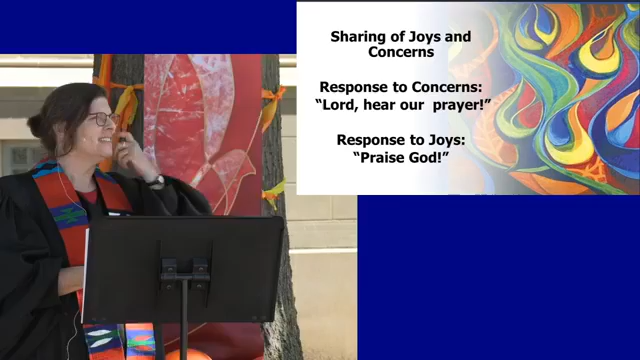 Sharing of Joys and
Concerns
Response to Concerns:
“Lord, hear our  prayer!”
Response to Joys:
“Praise God!”